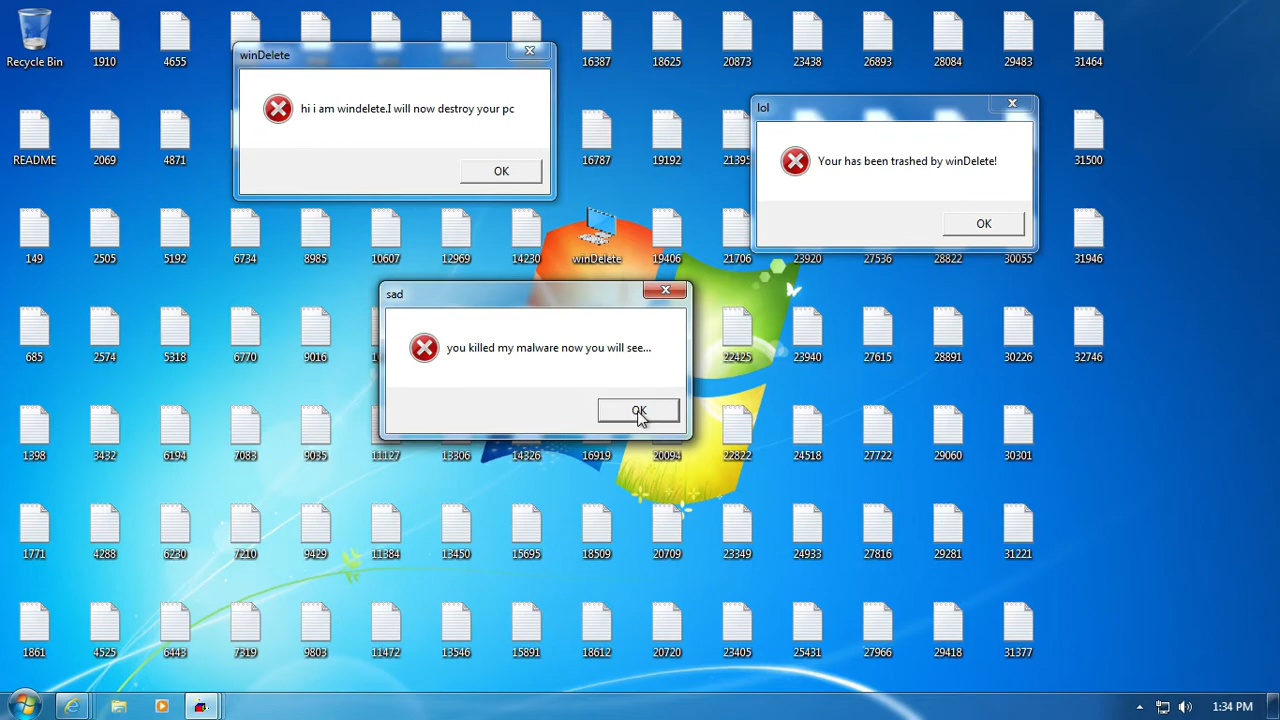 Recycle Bin 1910 4655 16387 18625 20873 23438 26893 28084 29483 31464
winDelete
hi i am windelete.I will now destroy your pc
OK
lol
Your has been trashed by winDelete!
OK
README 2069 4871 16787 19192 21395 31500
149 2505 5192 6734 8985 10607 12969 14230 winDelete 19406 21706 23920 27536 28822 30055 31946
sad
you killed my malware now you will see...
OK
685 2574 5318 6770 9016 22425 23940 27615 28891 30226 32746
1398 3432 6194 7083 9035 11127 13306 14326 16919 20094 22822 24518 27722 29060 30301
1771 4288 6230 7210 9429 11384 13450 15695 18509 20709 23349 24933 27816 29281 31221
1861 4525 6443 7319 9803 11472 13546 15891 18612 20720 23405 25431 27966 29418 31377
1:34 PM